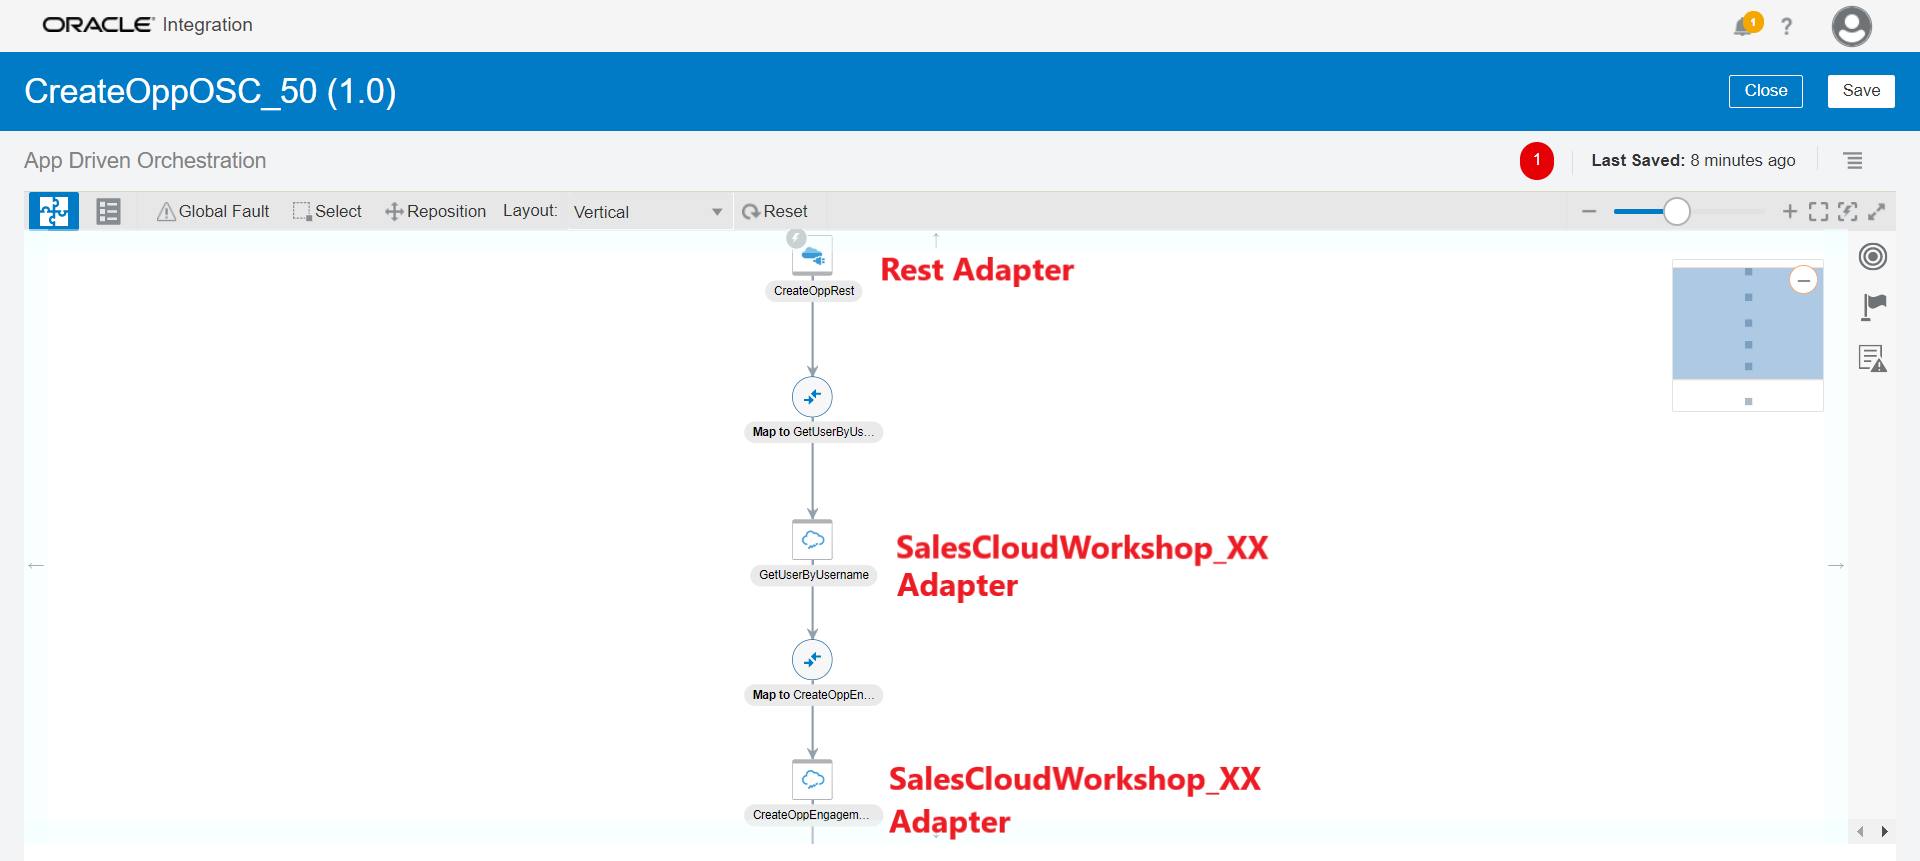 ORACLE Integration
1
?
CreateOppOSC_50 (1.0)
Close
Save
App Driven Orchestration
1
Last Saved: 8 minutes ago
Global Fault
Select
Reposition
Layout:
Vertical
Reset
CreateOppRest
Rest Adapter
Map to GetUserByUs...
GetUserByUsername
SalesCloudWorkshop_XX
Adapter
Map to CreateOppEn...
CreateOppEngagem...
SalesCloudWorkshop_XX
Adapter